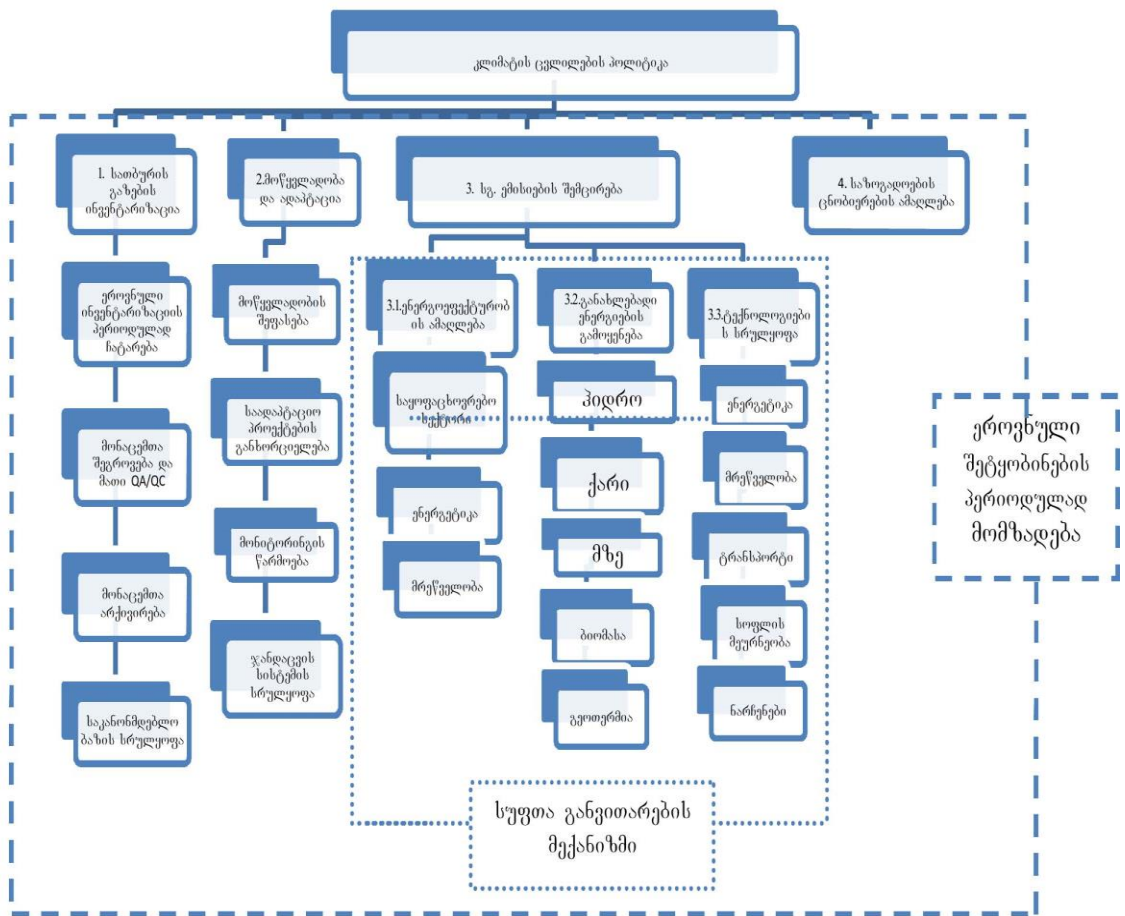 კლიმატის ცვლილების პოლიტიკა
1. სათბურის
გაზების
ინვენტარიზაცია
ეროვნული
ინვენტარიზაციის
პერიოდულად
ჩატარება
მონაცემთა
შეგროვება და
მათი QA/QC
მონაცემთა
არქივირება
საკანონმდებლო
ბაზის სრულყოფა
2.მოწყვლადობა
და ადაპტაცია
მოწყვლადობის
შეფასება
საადაპტაციო
პროექტების
განხორციელება
მონიტორინგის
წარმოება
ჯანდაცვის
სისტემის
სრულყოფა
3. სგ. ემისიების შემცირება
3.1.ენერგოეფექტურობ
ის ამაღლება
საყოფაცხოვრებო
სექტორი
ენერგეტიკა
მრეწველობა
3.2.განახლებადი
ენერგიების
გამოყენება
ჰიდრო
ქარი
მზე
ბიომასა
გეოთერმია
3.3.ტექნოლოგიებ
ის სრულყოფა
ენერგეტიკა
მრეწველობა
ტრანსპორტი
სოფლის
მეურნეობა
ნარჩენები
სუფთა განვითარების
მექანიზმი
4. საზოგადოების
ცნობიერების ამაღლება
ეროვნული
შეტყობინების
პერიოდულად
მომზადება